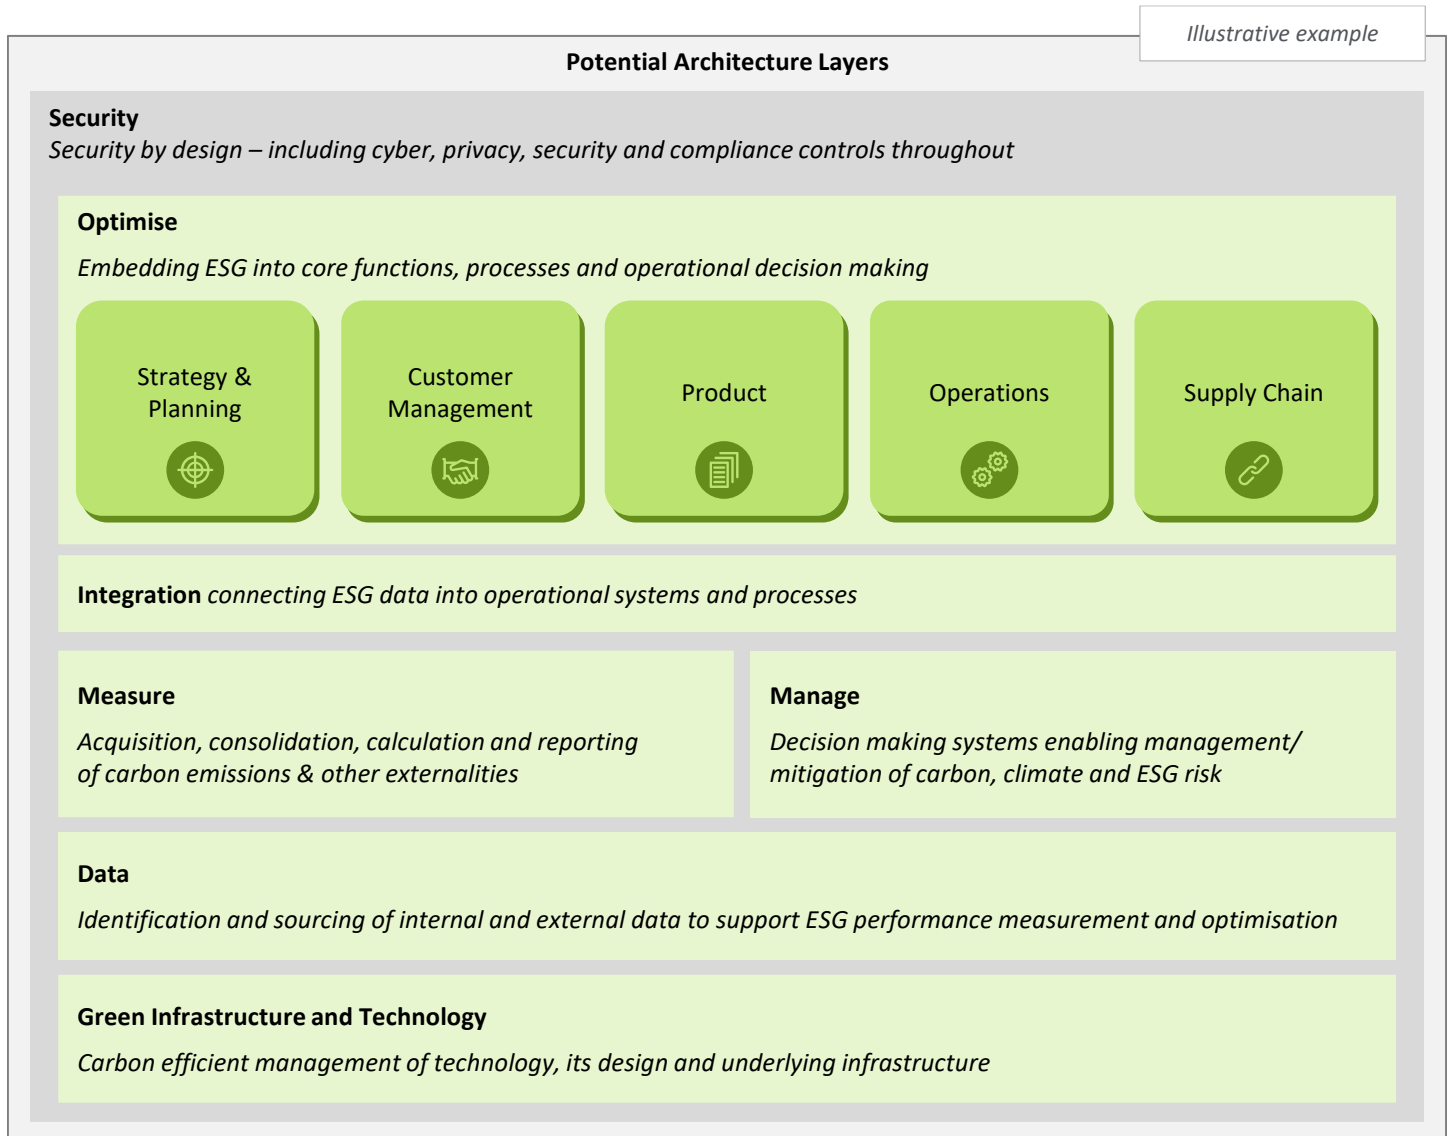 Illustrative example
Potential Architecture Layers
Security
Security by design – including cyber, privacy, security and compliance controls throughout
Optimise
Embedding ESG into core functions, processes and operational decision making
Strategy &
Planning
Customer
Management
Product
Operations
Supply Chain
Integration connecting ESG data into operational systems and processes
Measure
Acquisition, consolidation, calculation and reporting
of carbon emissions & other externalities
Manage
Decision making systems enabling management/
mitigation of carbon, climate and ESG risk
Data
Identification and sourcing of internal and external data to support ESG performance measurement and optimisation
Green Infrastructure and Technology
Carbon efficient management of technology, its design and underlying infrastructure